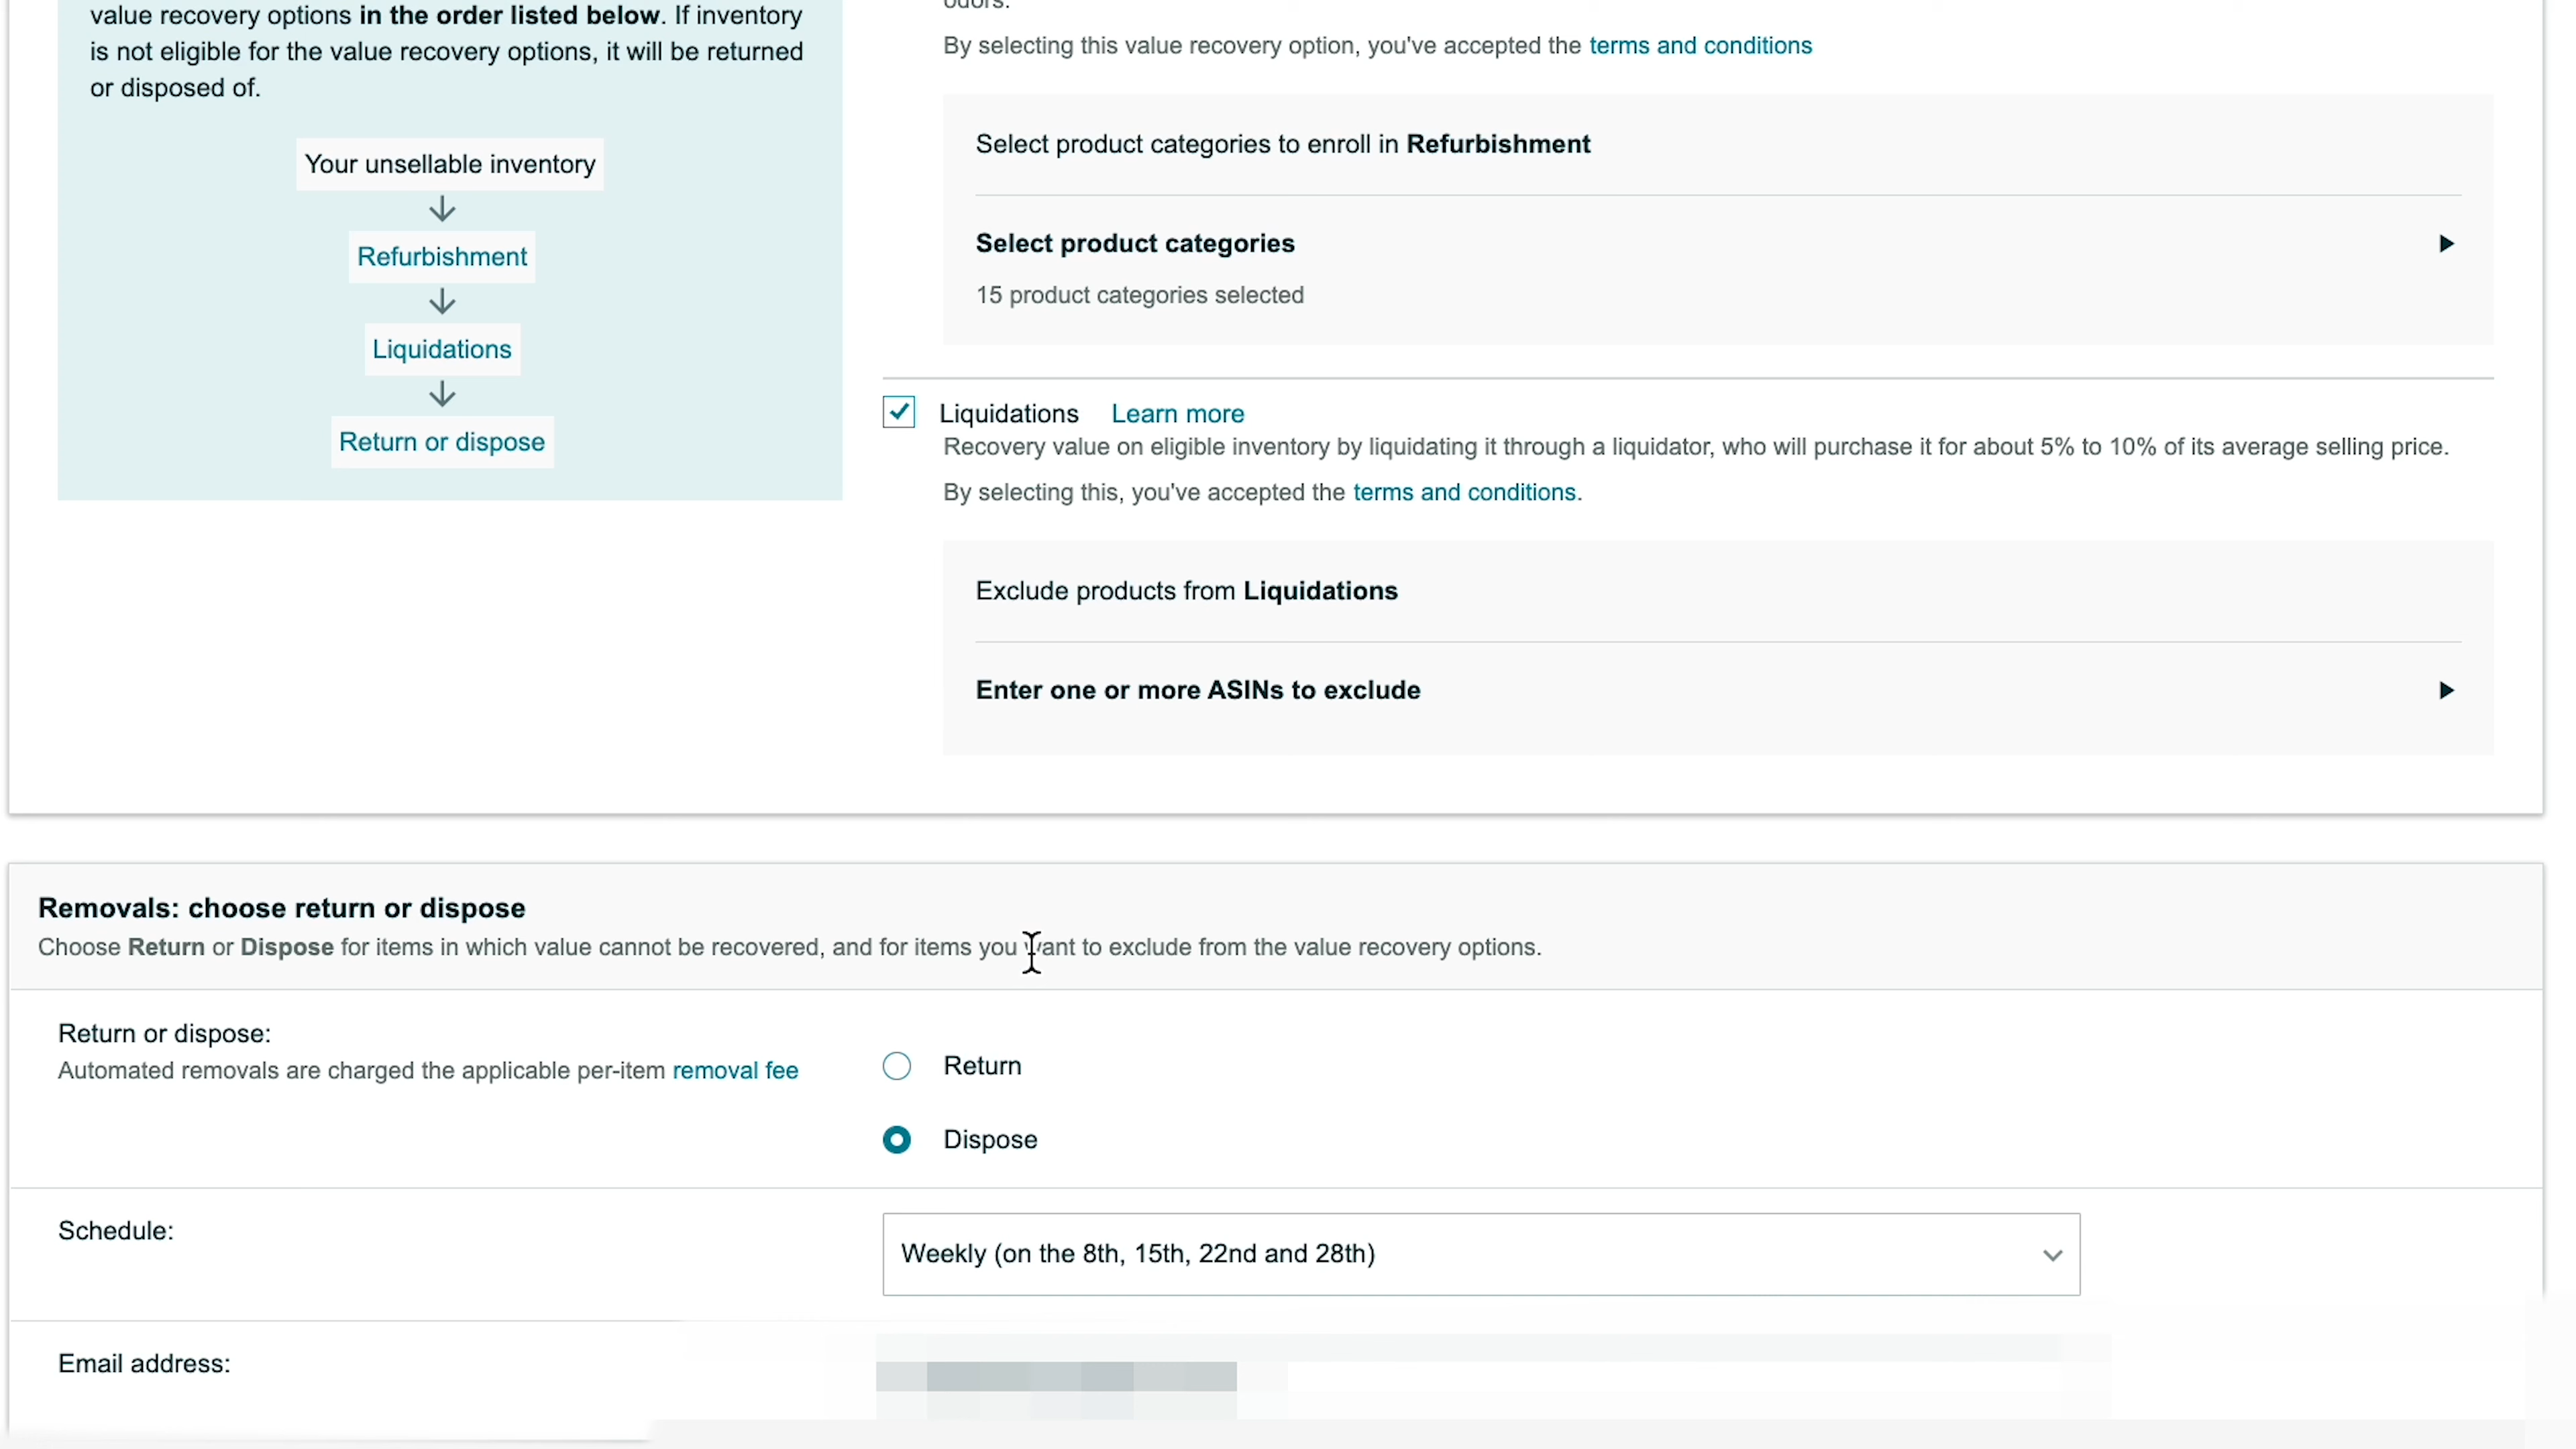 value recovery options in the order listed below. If inventory
is not eligible for the value recovery options, it will be returned
or disposed of.
Your unsellable inventory
Refurbishment
Liquidations
Return or dispose
odors.
By selecting this value recovery option, you've accepted the terms and conditions
Select product categories to enroll in Refurbishment
Select product categories
15 product categories selected
Liquidations Learn more
Recovery value on eligible inventory by liquidating it through a liquidator, who will purchase it for about 5% to 10% of its average selling price.
By selecting this, you've accepted the terms and conditions.
Exclude products from Liquidations
Enter one or more ASINs to exclude
Removals: choose return or dispose
Choose Return or Dispose for items in which value cannot be recovered, and for items you want to exclude from the value recovery options.
Return or dispose:
Automated removals are charged the applicable per-item removal fee
Return
Dispose
Schedule:
Weekly (on the 8th, 15th, 22nd and 28th)
Email address: